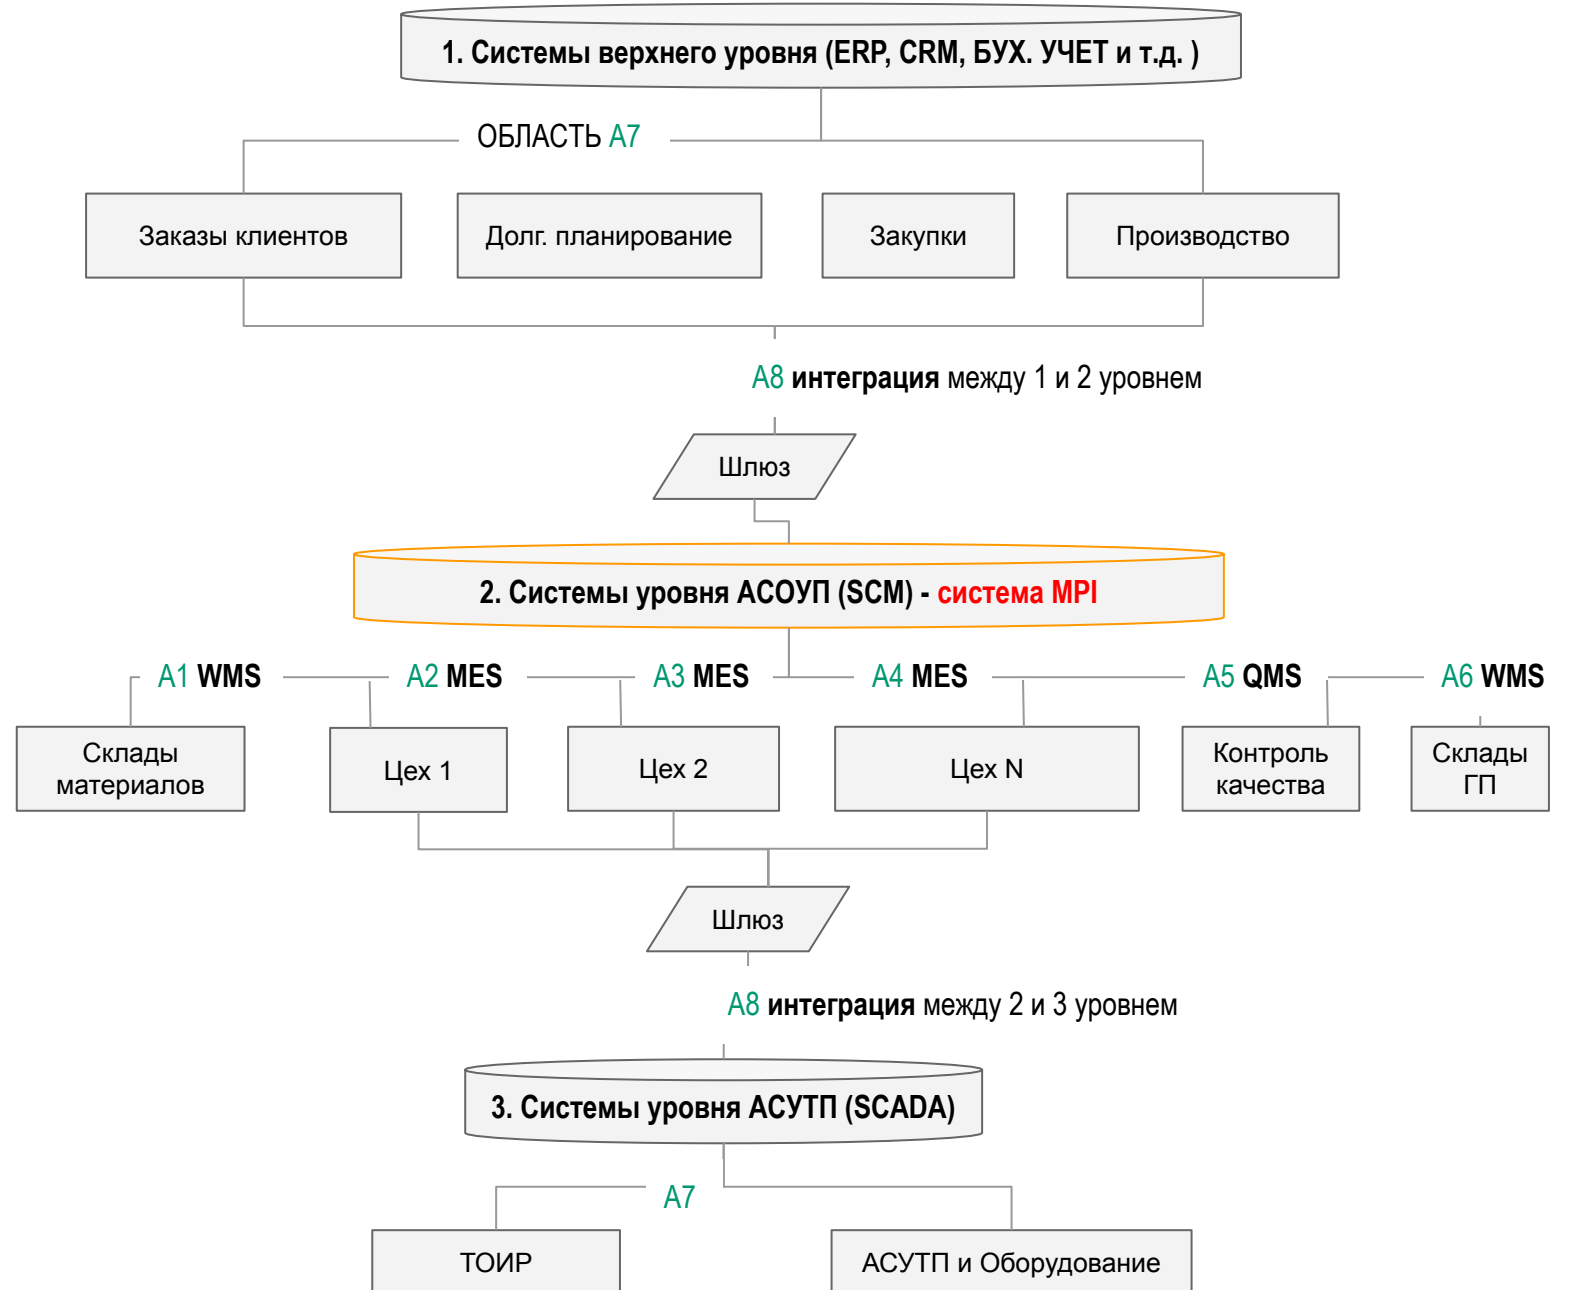 1. Системы верхнего уровня (ERP, CRM, БУХ. УЧЕТ и т.д. )
ОБЛАСТЬ А7
Заказы клиентов
Долг. планирование
Закупки
Производство
А8 интеграция между 1 и 2 уровнем
Шлюз
2. Системы уровня АСОУП (SCM) - система MPI
А1 WMS
А2 MES
А3 MES
А4 MES
А5 QMS
А6 WMS
Склады
материалов
Цех 1
Цех 2
Цех N
Контроль
качества
Склады
ГП
Шлюз
А8 интеграция между 2 и 3 уровнем
3. Системы уровня АСУТП (SCADA)
А7
ТОИР
АСУТП и Оборудование